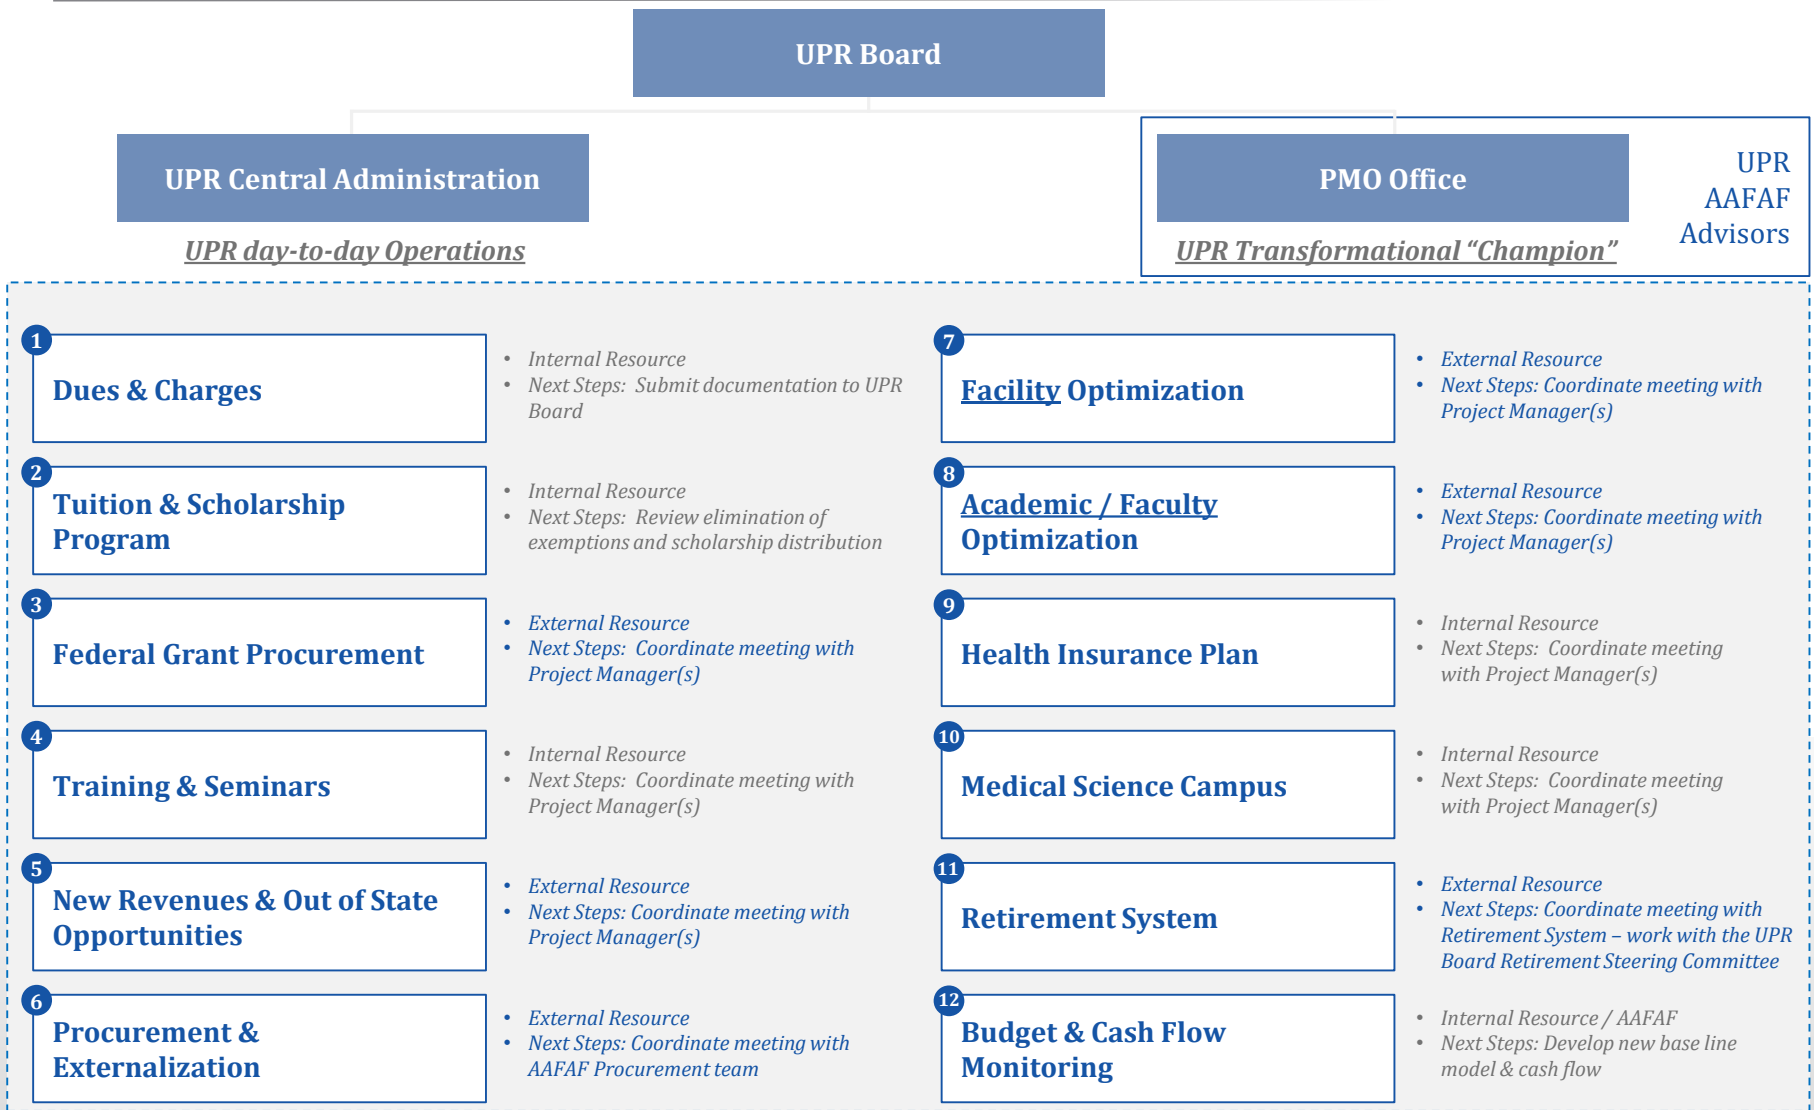 UPR Board
UPR Central Administration
UPR day-to-day Operations
PMO Office
UPR Transformational “Champion”
UPR
AAFAF
Advisors
1
Dues & Charges
• Internal Resource
• Next Steps: Submit documentation to UPR
Board
2
Tuition & Scholarship
Program
• Internal Resource
• Next Steps: Review elimination of
exemptions and scholarship distribution
3
Federal Grant Procurement
• External Resource
• Next Steps: Coordinate meeting with
Project Manager(s)
4
Training & Seminars
• Internal Resource
• Next Steps: Coordinate meeting with
Project Manager(s)
5
New Revenues & Out of State
Opportunities
• External Resource
• Next Steps: Coordinate meeting with
Project Manager(s)
6
Procurement &
Externalization
• External Resource
• Next Steps: Coordinate meeting with
AAFAF Procurement team
7
Facility Optimization
• External Resource
• Next Steps: Coordinate meeting with
Project Manager(s)
8
Academic / Faculty
Optimization
• External Resource
• Next Steps: Coordinate meeting with
Project Manager(s)
9
Health Insurance Plan
• Internal Resource
• Next Steps: Coordinate meeting
with Project Manager(s)
10
Medical Science Campus
• Internal Resource
• Next Steps: Coordinate meeting
with Project Manager(s)
11
Retirement System
• External Resource
• Next Steps: Coordinate meeting with
Retirement System – work with the UPR
Board Retirement Steering Committee
12
Budget & Cash Flow
Monitoring
• Internal Resource / AAFAF
• Next Steps: Develop new base line
model & cash flow